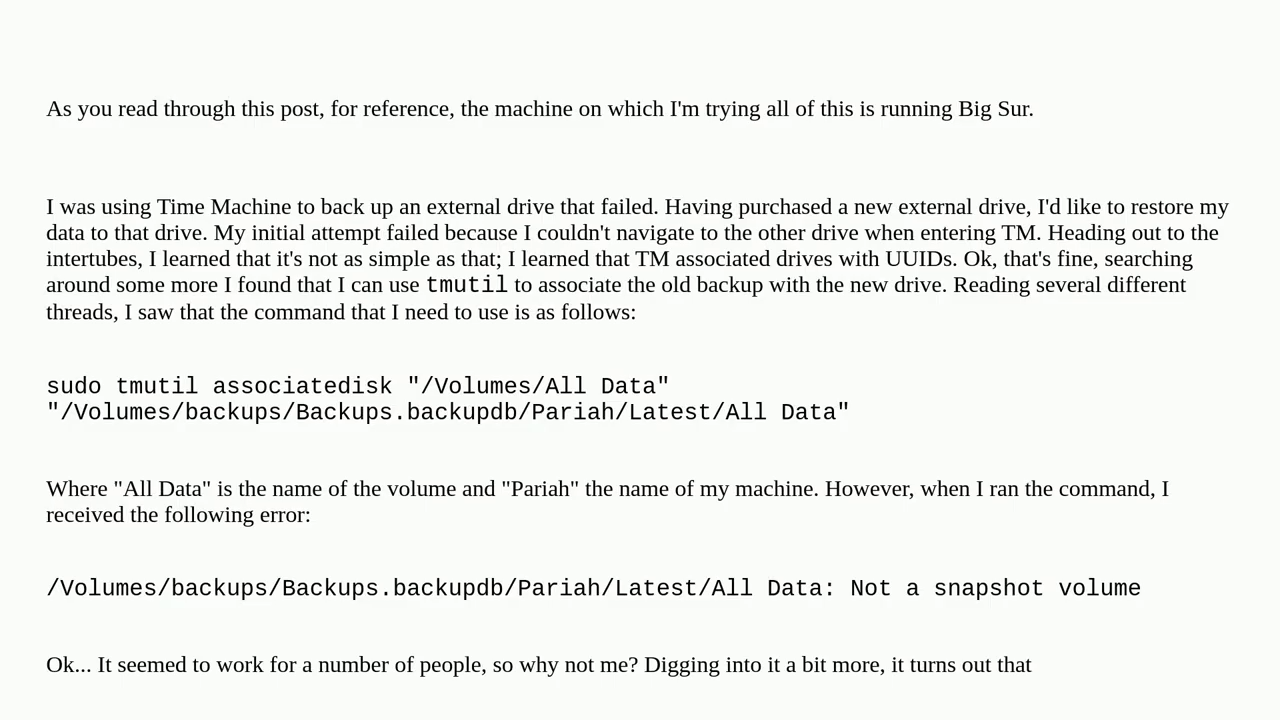 As you read through this post, for reference, the machine on which I'm trying all of this is running Big Sur.
I was using Time Machine to back up an external drive that failed. Having purchased a new external drive, I'd like to restore my
data to that drive. My initial attempt failed because I couldn't navigate to the other drive when entering TM. Heading out to the
intertubes, I learned that it's not as simple as that; I learned that TM associated drives with UUIDs. Ok, that's fine, searching
around some more I found that I can use tmutil to associate the old backup with the new drive. Reading several different
threads, I saw that the command that I need to use is as follows:
sudo tmutil associatedisk "/Volumes/All Data"
"/Volumes/backups/Backups.backupdb/Pariah/Latest/All Data"
Where "All Data" is the name of the volume and "Pariah" the name of my machine. However, when I ran the command, I
received the following error:
/Volumes/backups/Backups.backupdb/Pariah/Latest/All Data: Not a snapshot volume
Ok... It seemed to work for a number of people, so why not me? Digging into it a bit more, it turns out that